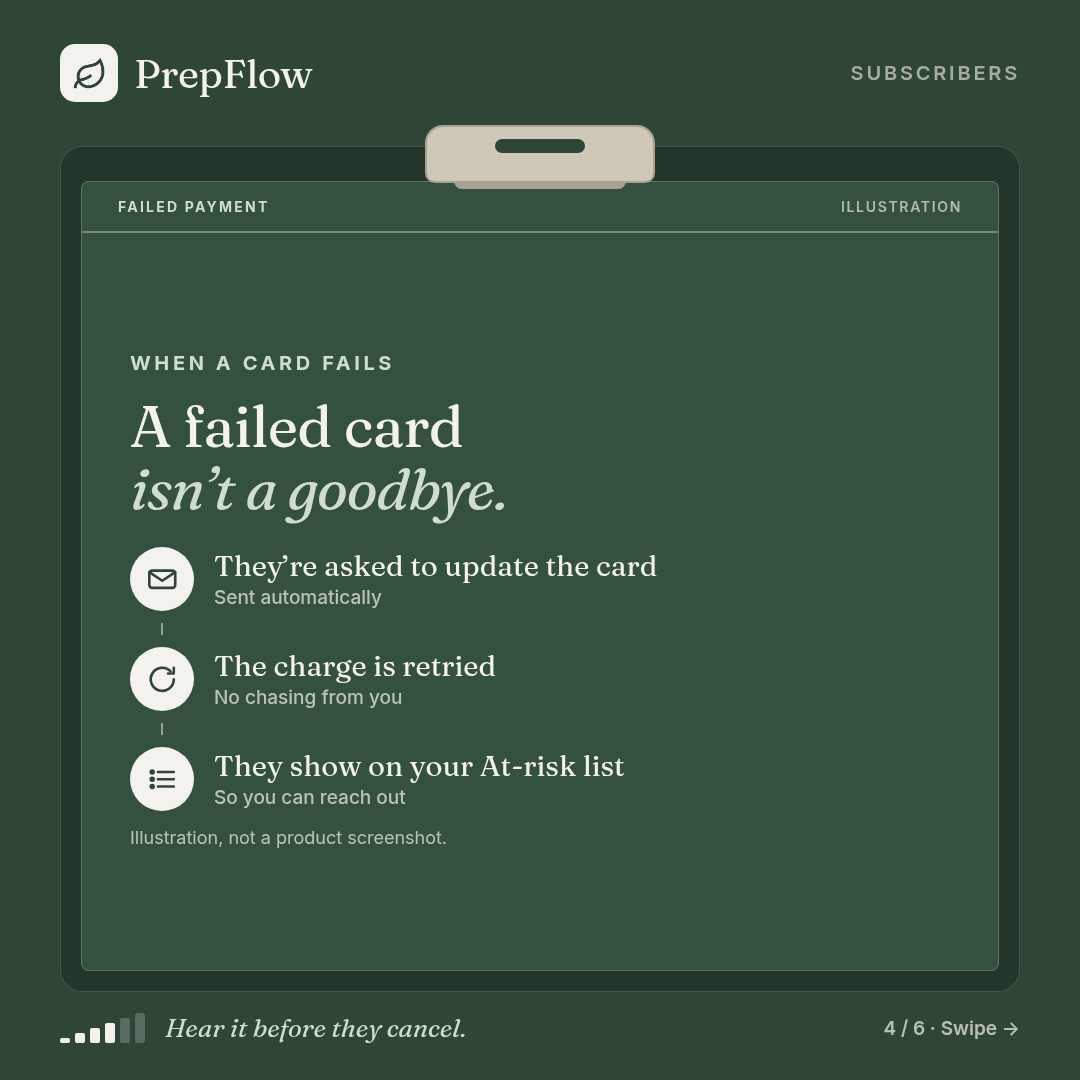 PrepFlow
SUBSCRIBERS
FAILED PAYMENT
ILLUSTRATION
WHEN A CARD FAILS
A failed card
isn’t a goodbye.
They’re asked to update the card
Sent automatically
The charge is retried
No chasing from you
They show on your At-risk list
So you can reach out
Illustration, not a product screenshot.
Hear it before they cancel.
4 / 6 · Swipe →